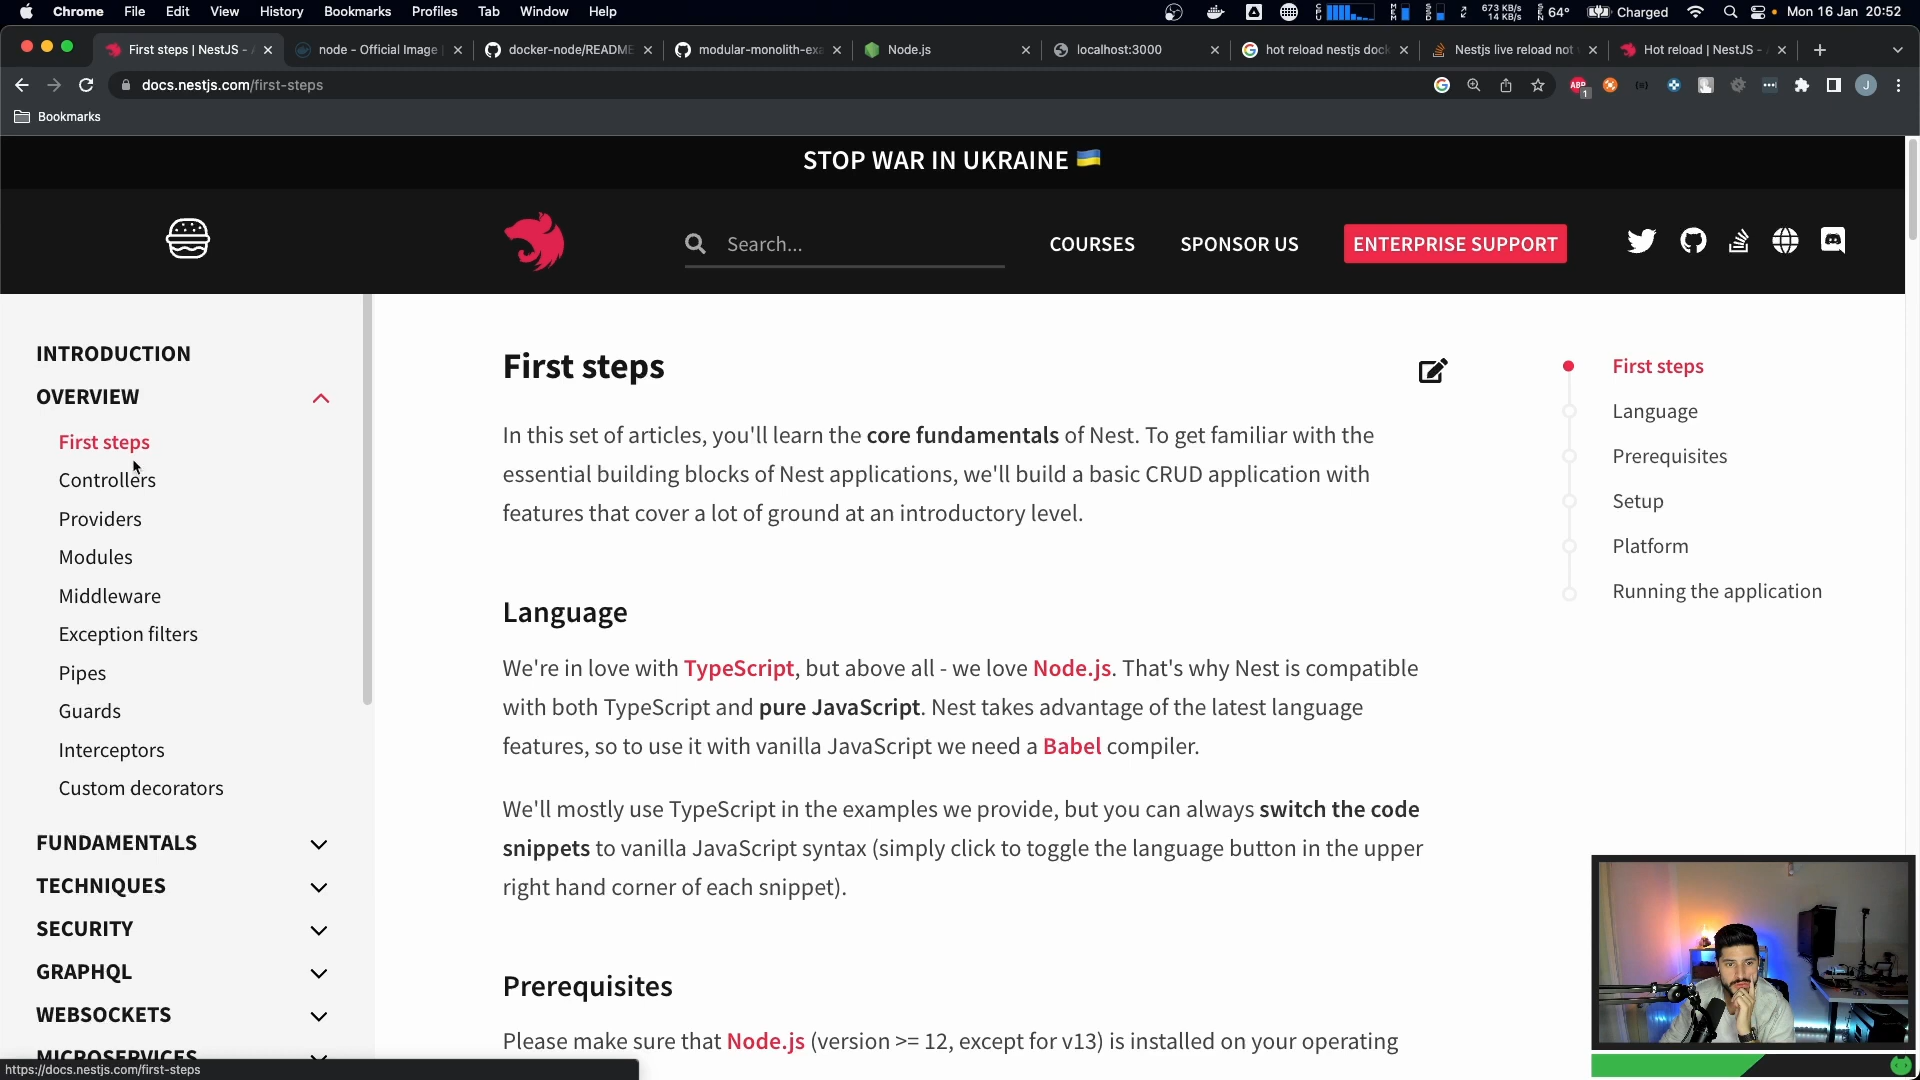 Chrome File Edit View History Bookmarks Profiles Tab Window Help
673 KB/s
14 KB/s
64° Charged Mon 16 Jan 20:52
First steps | NestJS - node - Official Image docker-node/README modular-monolith-exa Node.js localhost:3000 hot reload nestjs dock Nestjs live reload not Hot reload | NestJS -
docs.nestjs.com/first-steps
ABP
1
J
Bookmarks
STOP WAR IN UKRAINE
Search...
COURSES SPONSOR US ENTERPRISE SUPPORT
INTRODUCTION
OVERVIEW
First steps
Controllers
Providers
Modules
Middleware
Exception filters
Pipes
Guards
Interceptors
Custom decorators
FUNDAMENTALS
TECHNIQUES
SECURITY
GRAPHQL
WEBSOCKETS
MICROSERVICES
First steps
In this set of articles, you'll learn the core fundamentals of Nest. To get familiar with the
essential building blocks of Nest applications, we'll build a basic CRUD application with
features that cover a lot of ground at an introductory level.
Language
We're in love with TypeScript, but above all - we love Node.js. That's why Nest is compatible
with both TypeScript and pure JavaScript. Nest takes advantage of the latest language
features, so to use it with vanilla JavaScript we need a Babel compiler.
We'll mostly use TypeScript in the examples we provide, but you can always switch the code
snippets to vanilla JavaScript syntax (simply click to toggle the language button in the upper
right hand corner of each snippet).
Prerequisites
Please make sure that Node.js (version >= 12, except for v13) is installed on your operating
First steps
Language
Prerequisites
Setup
Platform
Running the application
https://docs.nestjs.com/first-steps